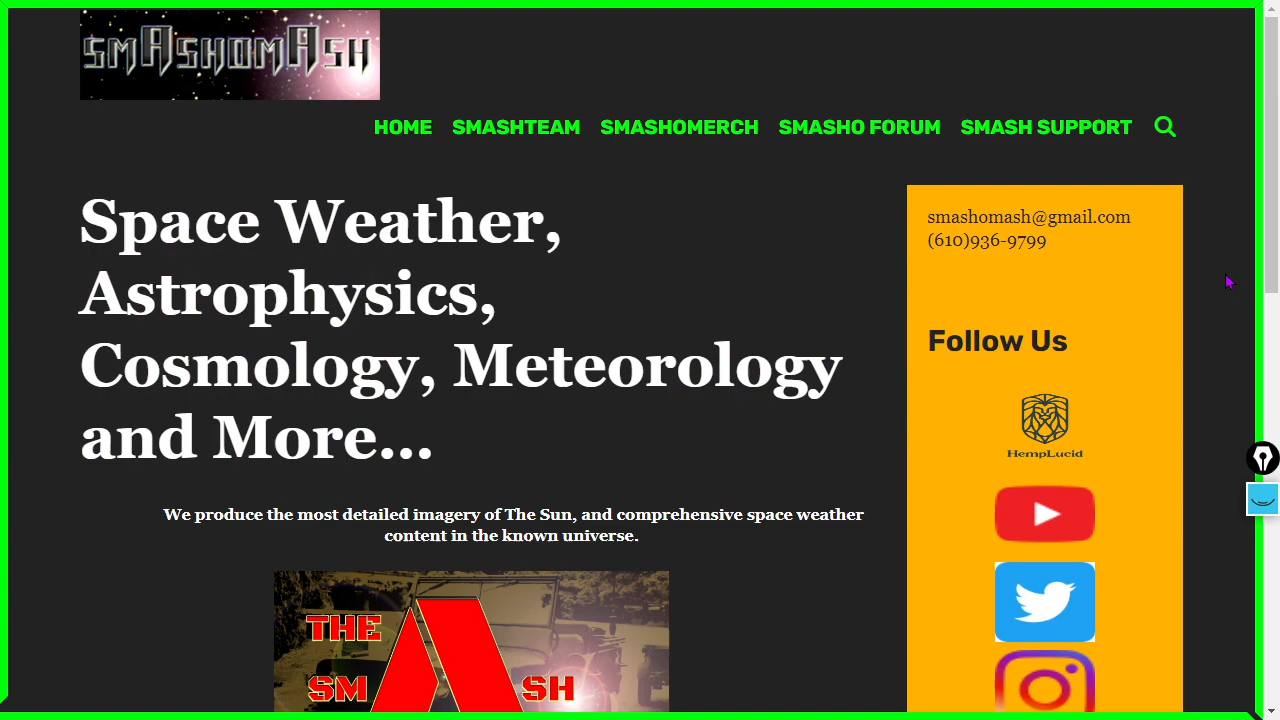 SMASHOMASH
HOME SMASHTEAM SMASHOMERCH SMASHO FORUM SMASH SUPPORT
Space Weather,
Astrophysics,
Cosmology, Meteorology
and More...
We produce the most detailed imagery of The Sun, and comprehensive space weather
content in the known universe.
THE
SMASH
smashomash@gmail.com
(610)936-9799
Follow Us
HempLucid